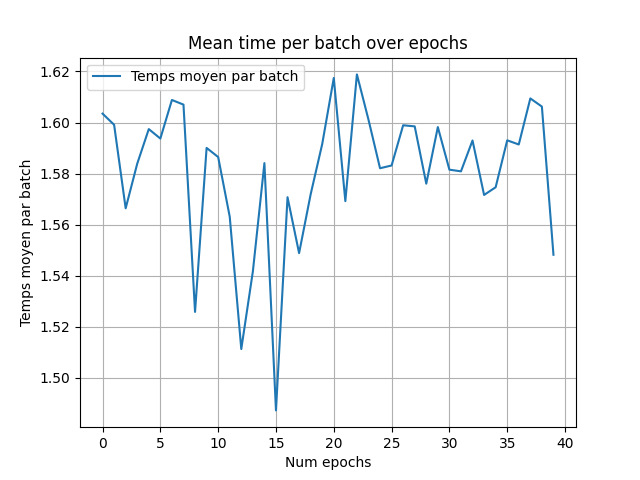 Mean time per batch over epochs
Temps moyen par batch
Temps moyen par batch
1.62
1.60
1.58
1.56
1.54
1.52
1.50
0 5 10 15 20 25 30 35 40
Num epochs